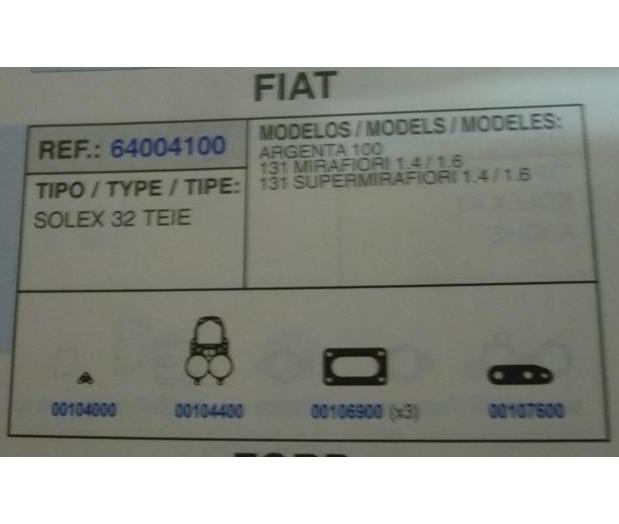 FIAT
REF.: 64004100
TIPO / TYPE / TIPE:
SOLEX 32 TEIE
MODELOS / MODELS / MODELES:
ARGENTA 100
131 MIRAFIORI 1.4 / 1.6
131 SUPERMIRAFIORI 1.4 / 1.6
00104000 00104400 00106900 (x3) 00107600